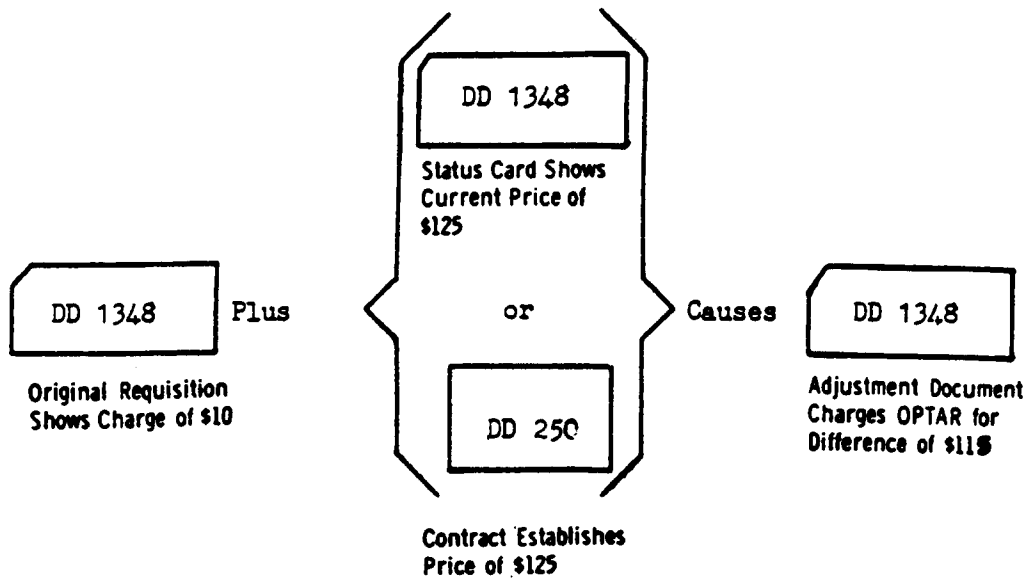 DD 1348
Status Card Shows
Current Price of
$125
DD 1348
Plus
or
Causes
DD 1348
Original Requisition
Shows Charge of $10
Adjustment Document
Charges OPTAR for
Difference of $115
DD 250
Contract Establishes
Price of $125